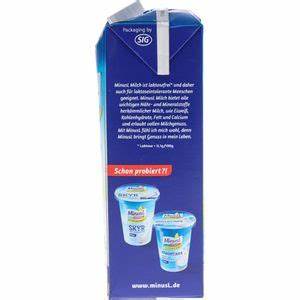 Packaging by
SIG
MinusL Milch ist laktosefrei* und daher
auch für laktoseintolerante Menschen
geeignet. MinusL Milch bietet alle
wichtigen Nähr- und Mineralstoffe
herkömmlicher Milch, wie Eiweiß,
Kohlenhydrate, Fett und Calcium
und erlaubt vollen Milchgenuss.
Mit MinusL fühl ich mich wohl, denn
MinusL bringt Genuss in mein Leben.
* Laktose < 0,1g/100g
Schon probiert?!
MinusL
SKYR
MinusL
www.minusL.de